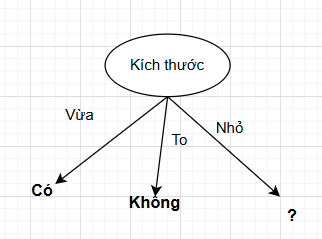 Kích thước
Vừa
To
Nhỏ
Có
Không
?